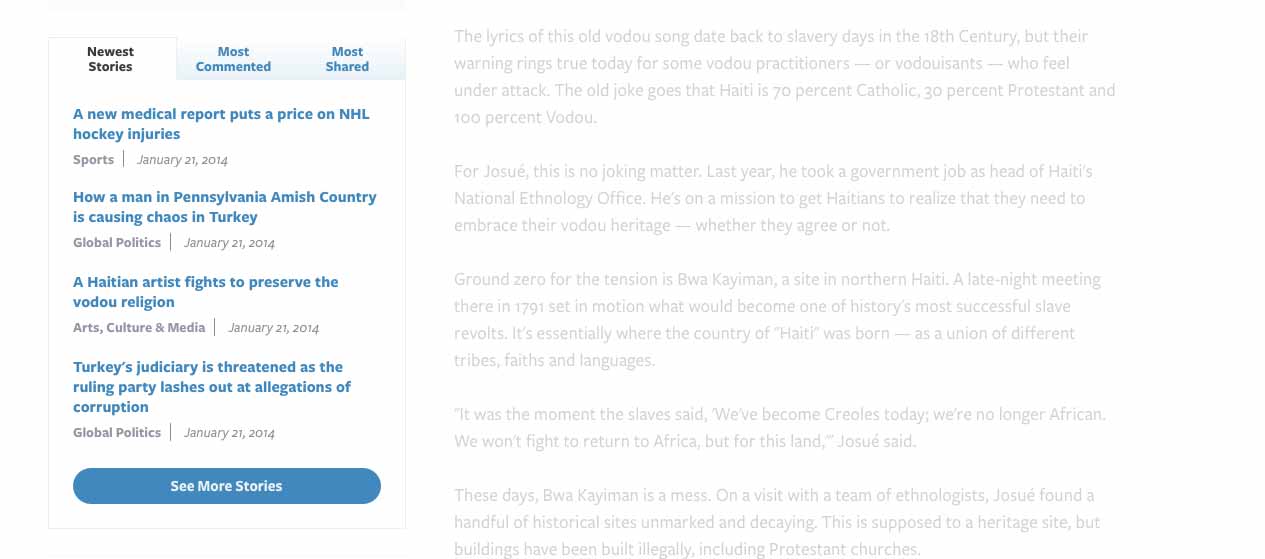 Newest
Stories
Most
Commented
Most
Shared
A new medical report puts a price on NHL
hockey injuries
Sports
January 21, 2014
How a man in Pennsylvania Amish Country
is causing chaos in Turkey
Global Politics
January 21, 2014
A Haitian artist fights to preserve the
vodou religion
Arts, Culture & Media
January 21, 2014
Turkey's judiciary is threatened as the
ruling party lashes out at allegations of
corruption
Global Politics
January 21, 2014
See More Stories
The lyrics of this old vodou song date back to slavery days in the 18th Century, but their
warning rings true today for some vodou practitioners — or vodouisants — who feel
under attack. The old joke goes that Haiti is 70 percent Catholic, 30 percent Protestant and
100 percent Vodou.
For Josué, this is no joking matter. Last year, he took a government job as head of Haiti's
National Ethnology Office. He's on a mission to get Haitians to realize that they need to
embrace their vodou heritage — whether they agree or not.
Ground zero for the tension is Bwa Kayiman, a site in northern Haiti. A late-night meeting
there in 1791 set in motion what would become one of history's most successful slave
revolts. It's essentially where the country of "Haiti" was born — as a union of different
tribes, faiths and languages.
"It was the moment the slaves said, 'We've become Creoles today; we're no longer African.
We won't fight to return to Africa, but for this land,'" Josué said.
These days, Bwa Kayiman is a mess. On a visit with a team of ethnologists, Josué found a
handful of historical sites unmarked and decaying. This is supposed to a heritage site, but
buildings have been built illegally, including Protestant churches.